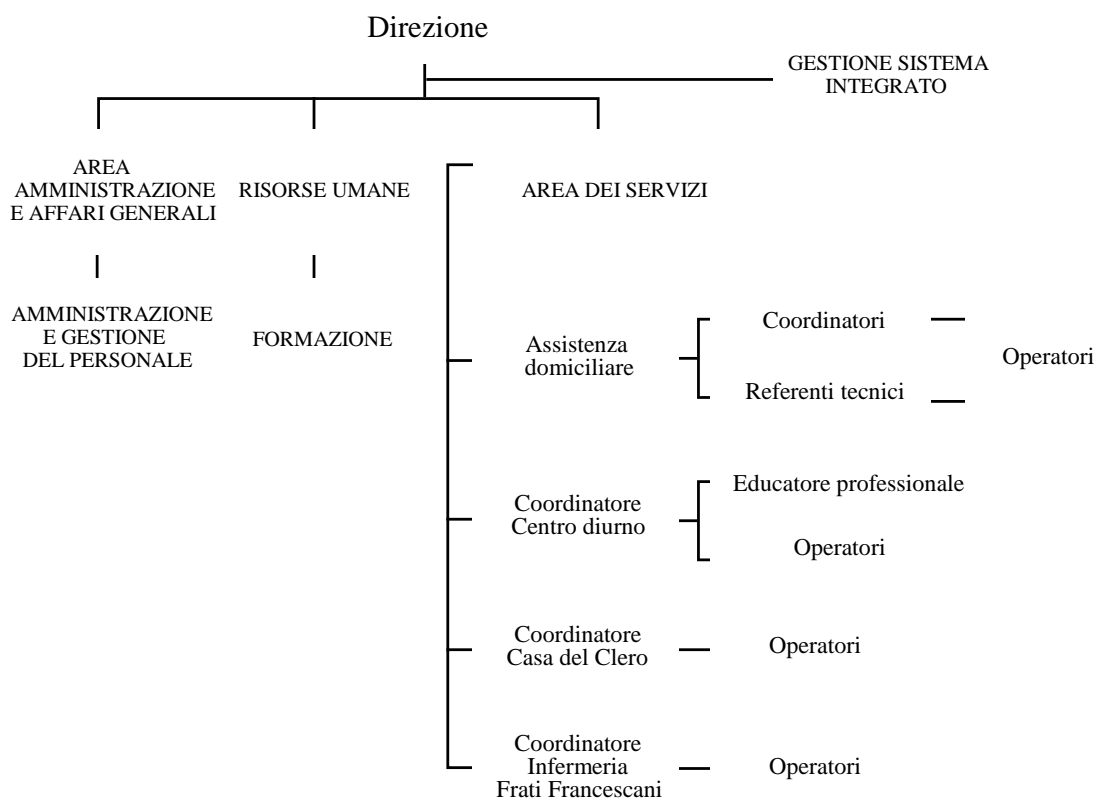 Direzione
GESTIONE SISTEMA
INTEGRATO
AREA
AMMINISTRAZIONE
E AFFARI GENERALI
RISORSE UMANE
AREA DEI SERVIZI
AMMINISTRAZIONE
E GESTIONE
DEL PERSONALE
FORMAZIONE
Assistenza
domiciliare
Coordinatori
Referenti tecnici
Operatori
Coordinatore
Centro diurno
Educatore professionale
Operatori
Coordinatore
Casa del Clero
Operatori
Coordinatore
Infermeria
Frati Francescani
Operatori